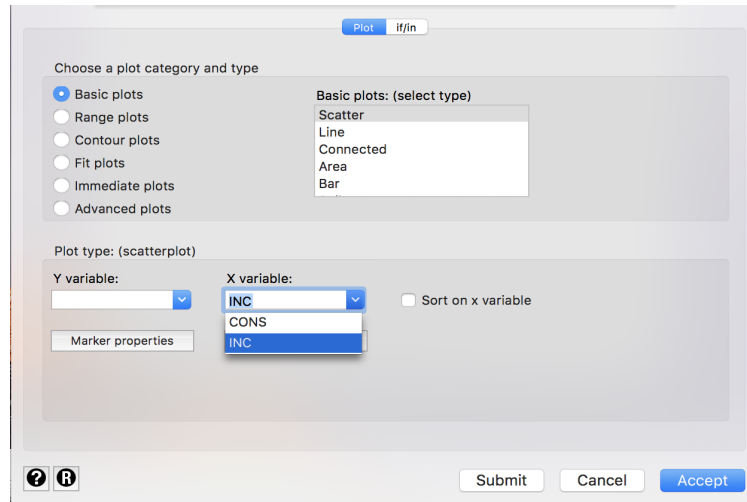 Plot if/in
Choose a plot category and type
Basic plots
Range plots
Contour plots
Fit plots
Immediate plots
Advanced plots
Basic plots: (select type)
Scatter
Line
Connected
Area
Bar
Plot type: (scatterplot)
Y variable:
X variable:
INC
Sort on x variable
CONS
INC
Marker properties
? R
Submit Cancel Accept